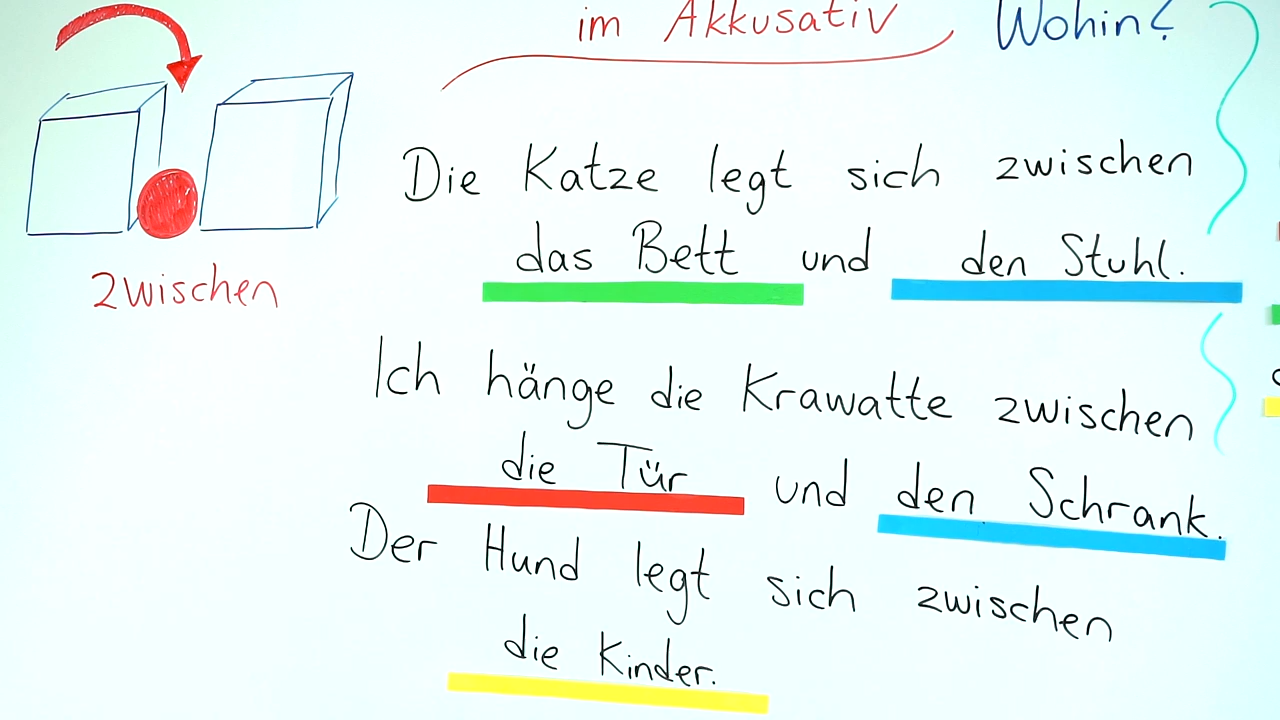 im Akkusativ Wohin?
zwischen
Die Katze legt sich zwischen
das Bett und den Stuhl.
Ich hänge die Krawatte zwischen
die Tür und den Schrank.
Der Hund legt sich zwischen
die Kinder.